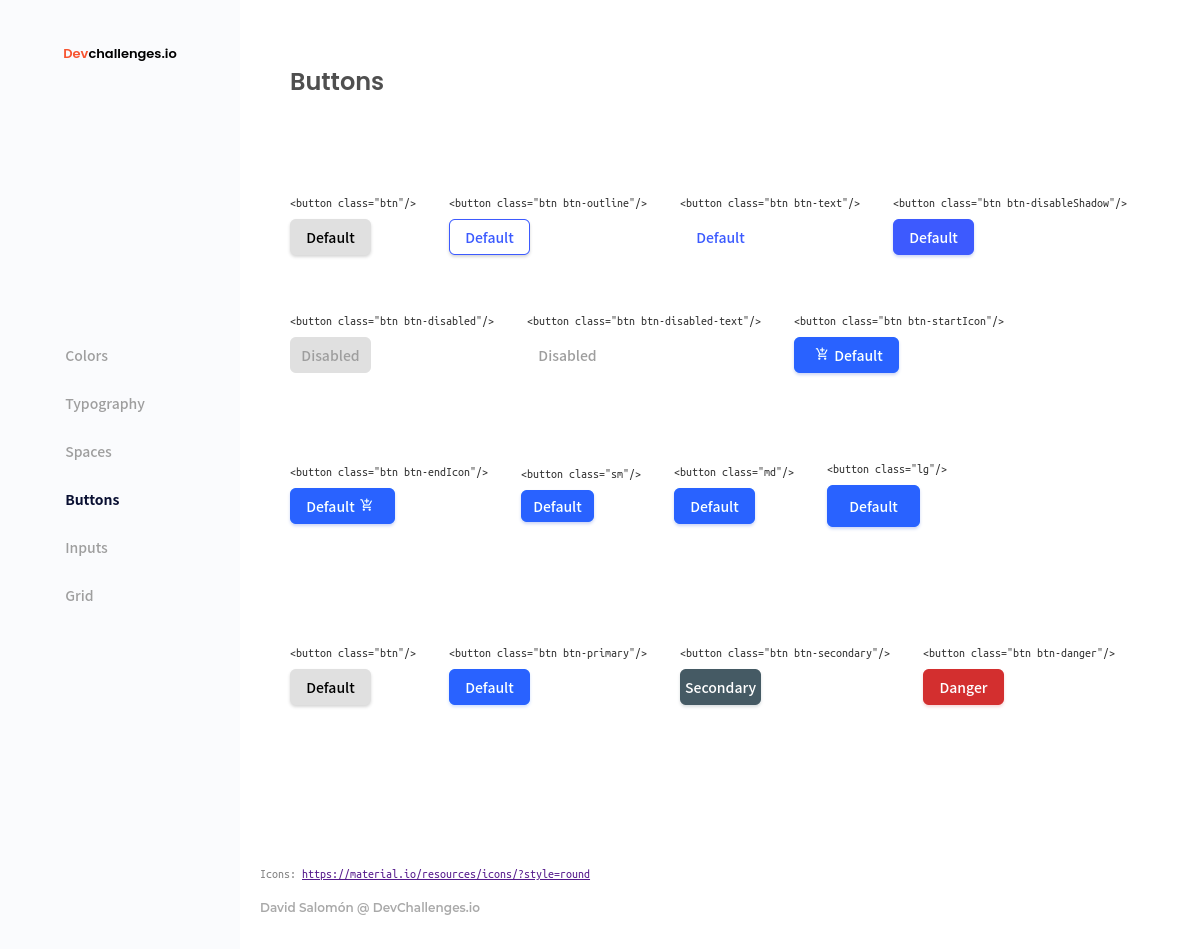 Devchallenges.io
Colors
Typography
Spaces
Buttons
Inputs
Grid
Buttons
<button class="btn"/> <button class="btn btn-outline"/> <button class="btn btn-text"/> <button class="btn btn-disableShadow"/>
Default Default Default Default
<button class="btn btn-disabled"/> <button class="btn btn-disabled-text"/> <button class="btn btn-startIcon"/>
Disabled Disabled Default
<button class="btn btn-endIcon"/> <button class="sm"/> <button class="md"/> <button class="lg"/>
Default Default Default Default
<button class="btn"/> <button class="btn btn-primary"/> <button class="btn btn-secondary"/> <button class="btn btn-danger"/>
Default Default Secondary Danger
Icons: https://material.io/resources/icons/?style=round
David Salomón @ DevChallenges.io